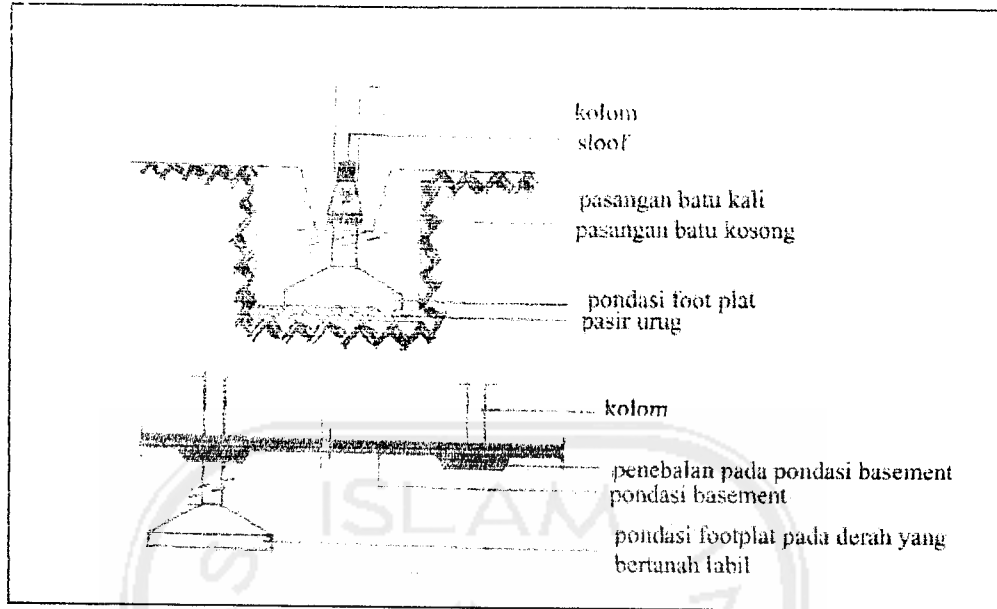 kolom
sloof
pasangan batu kali
pasangan batu kosong
pondasi foot plat
pasir urug
kolom
penebalan pada pondasi basement
pondasi basement
pondasi footplat pada derah yang
bertanah labil
ISLAM